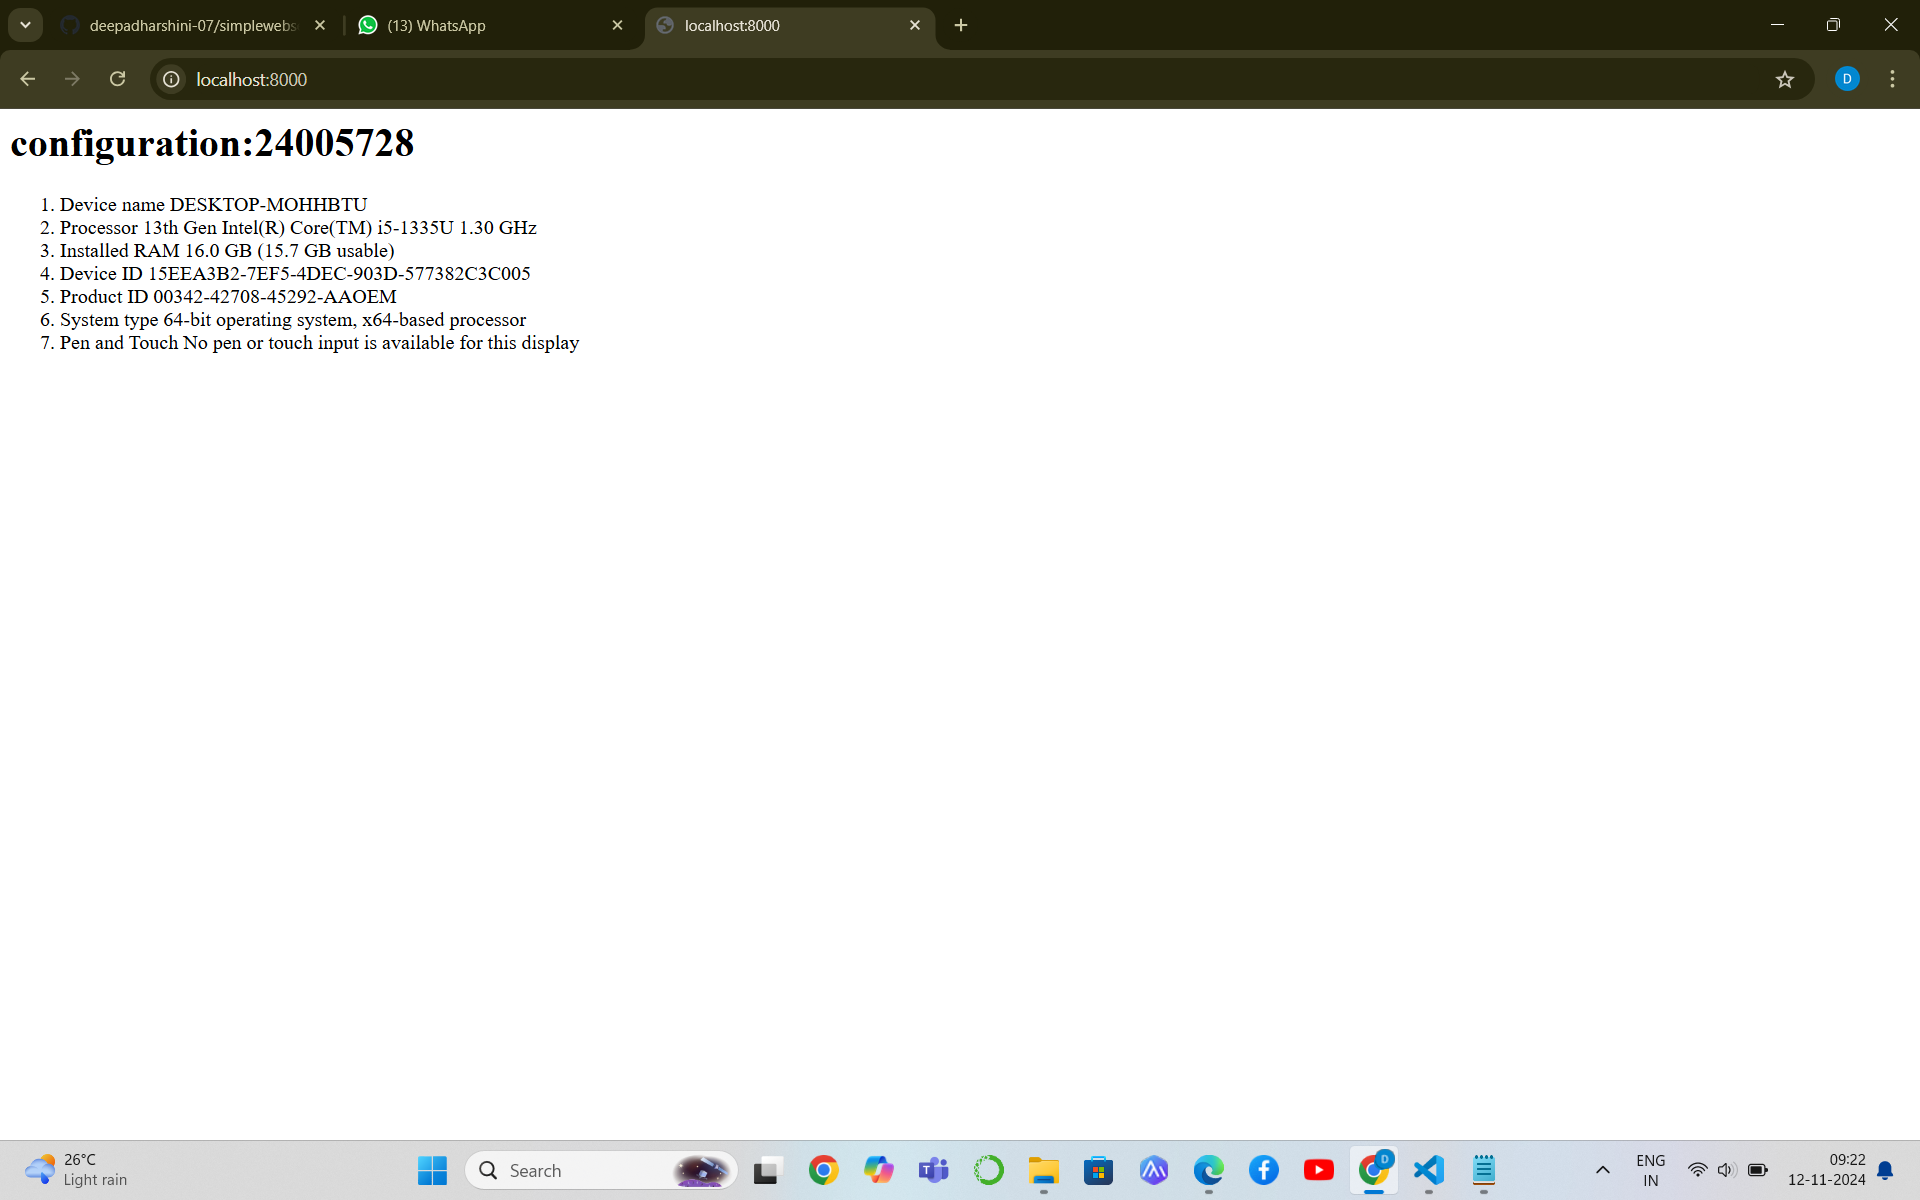 deepadharshini-07/simplewebs
(13) WhatsApp
localhost:8000
localhost:8000
D
configuration:24005728
1. Device name DESKTOP-MOHHBTU
2. Processor 13th Gen Intel(R) Core(TM) i5-1335U 1.30 GHz
3. Installed RAM 16.0 GB (15.7 GB usable)
4. Device ID 15EEA3B2-7EF5-4DEC-903D-577382C3C005
5. Product ID 00342-42708-45292-AAOEM
6. System type 64-bit operating system, x64-based processor
7. Pen and Touch No pen or touch input is available for this display
26°C
Light rain
Search
D
ENG
IN
09:22
12-11-2024